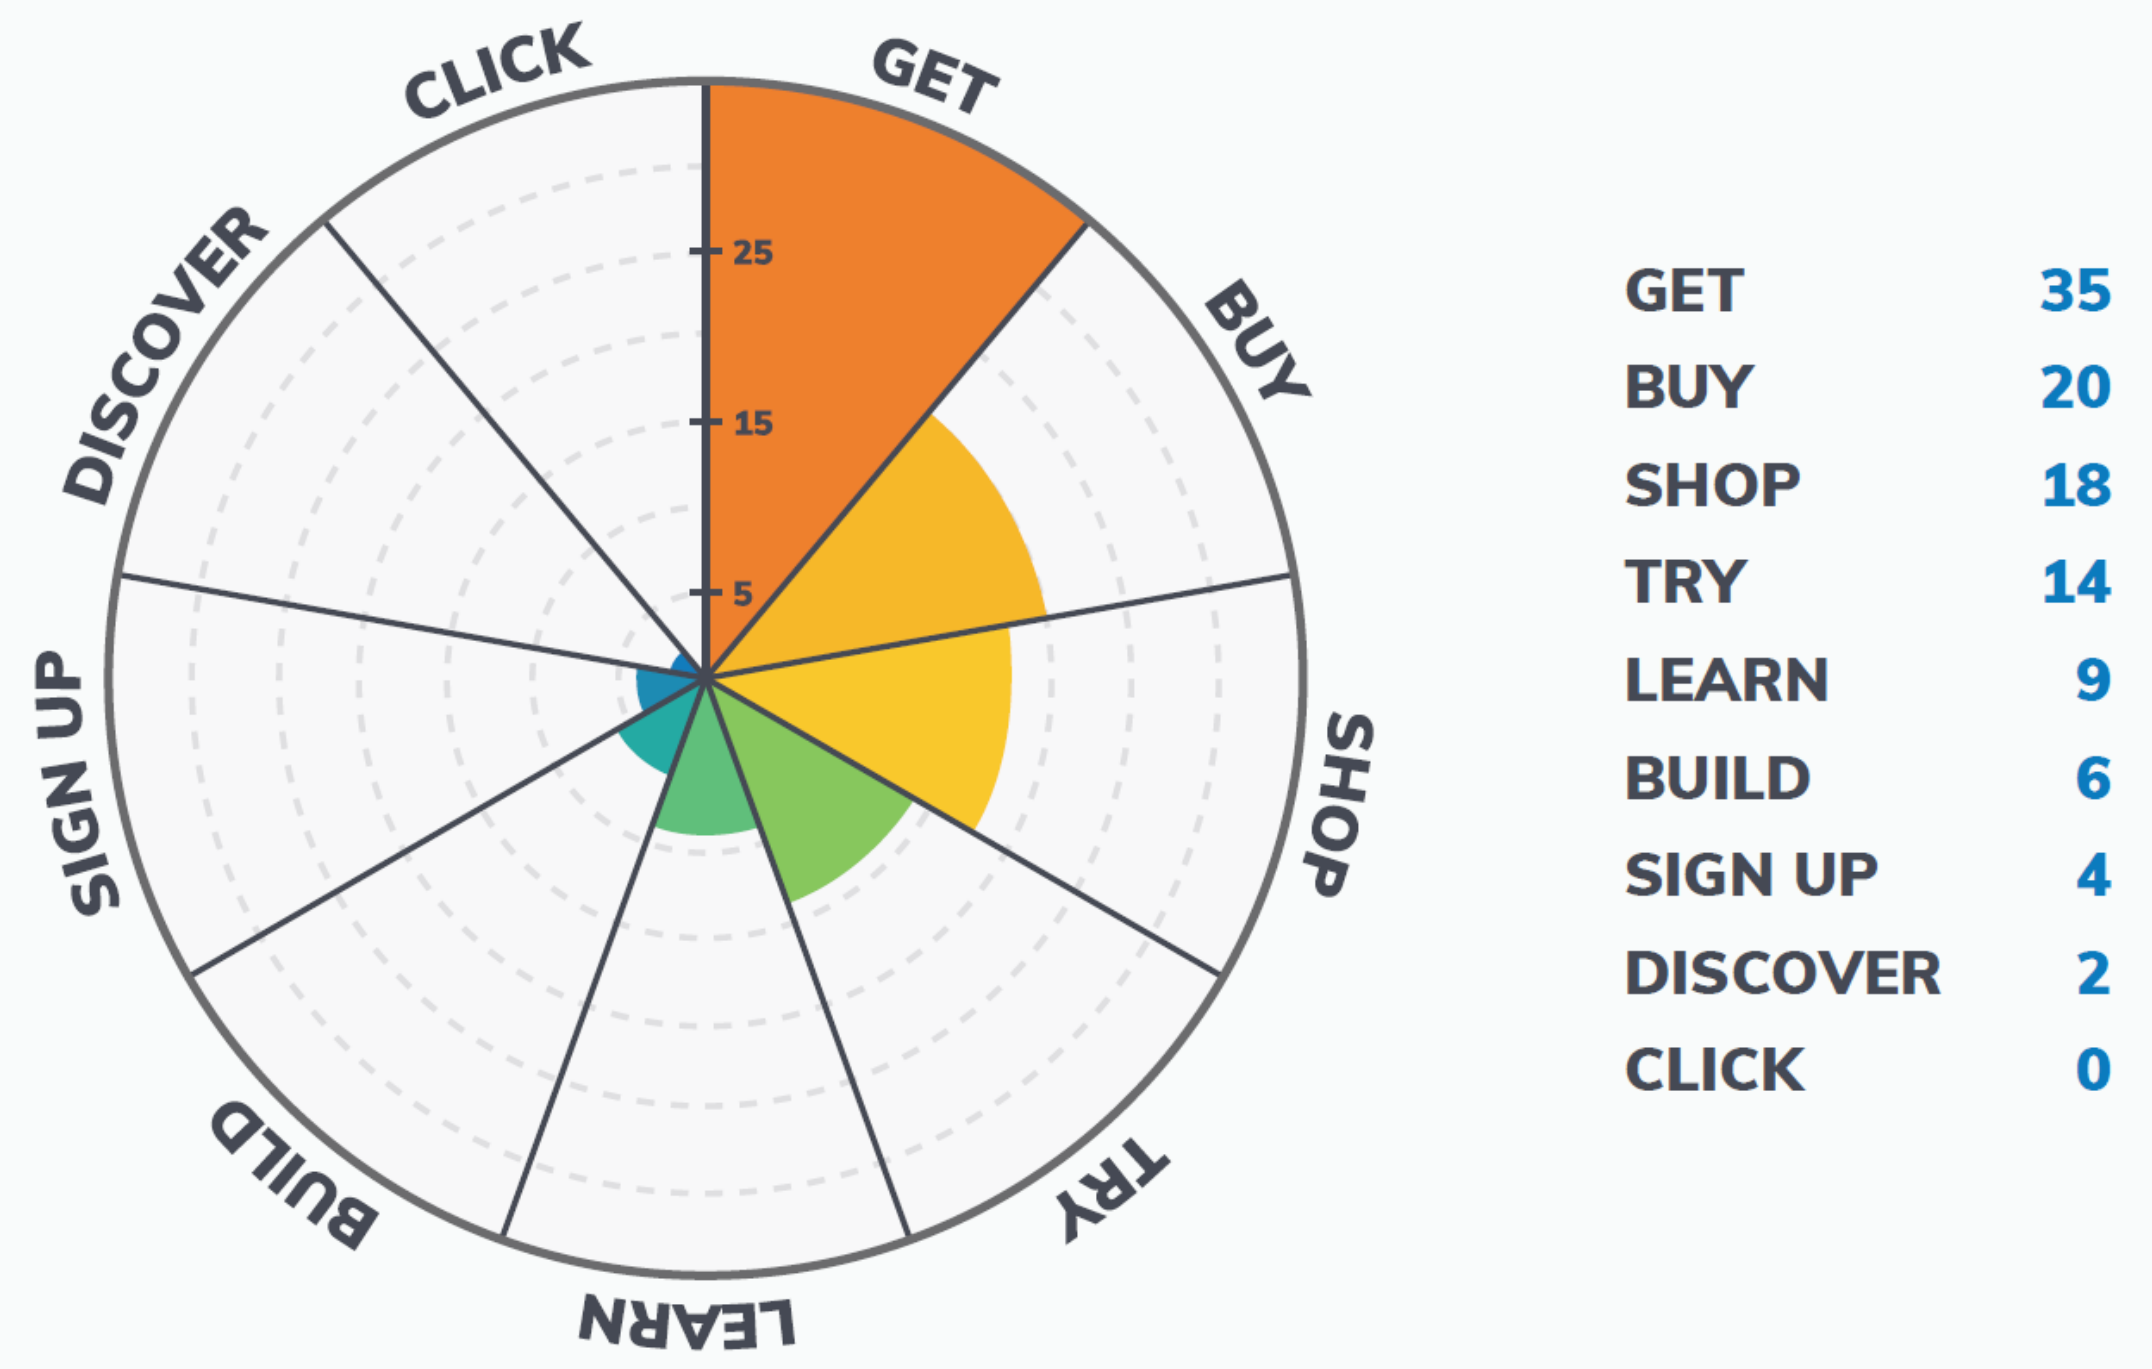 CLICK
GET
DISCOVER
BUY
25
15
5
SIGN UP
SHOP
BUILD
TRY
LEARN
GET 35
BUY 20
SHOP 18
TRY 14
LEARN 9
BUILD 6
SIGN UP 4
DISCOVER 2
CLICK 0